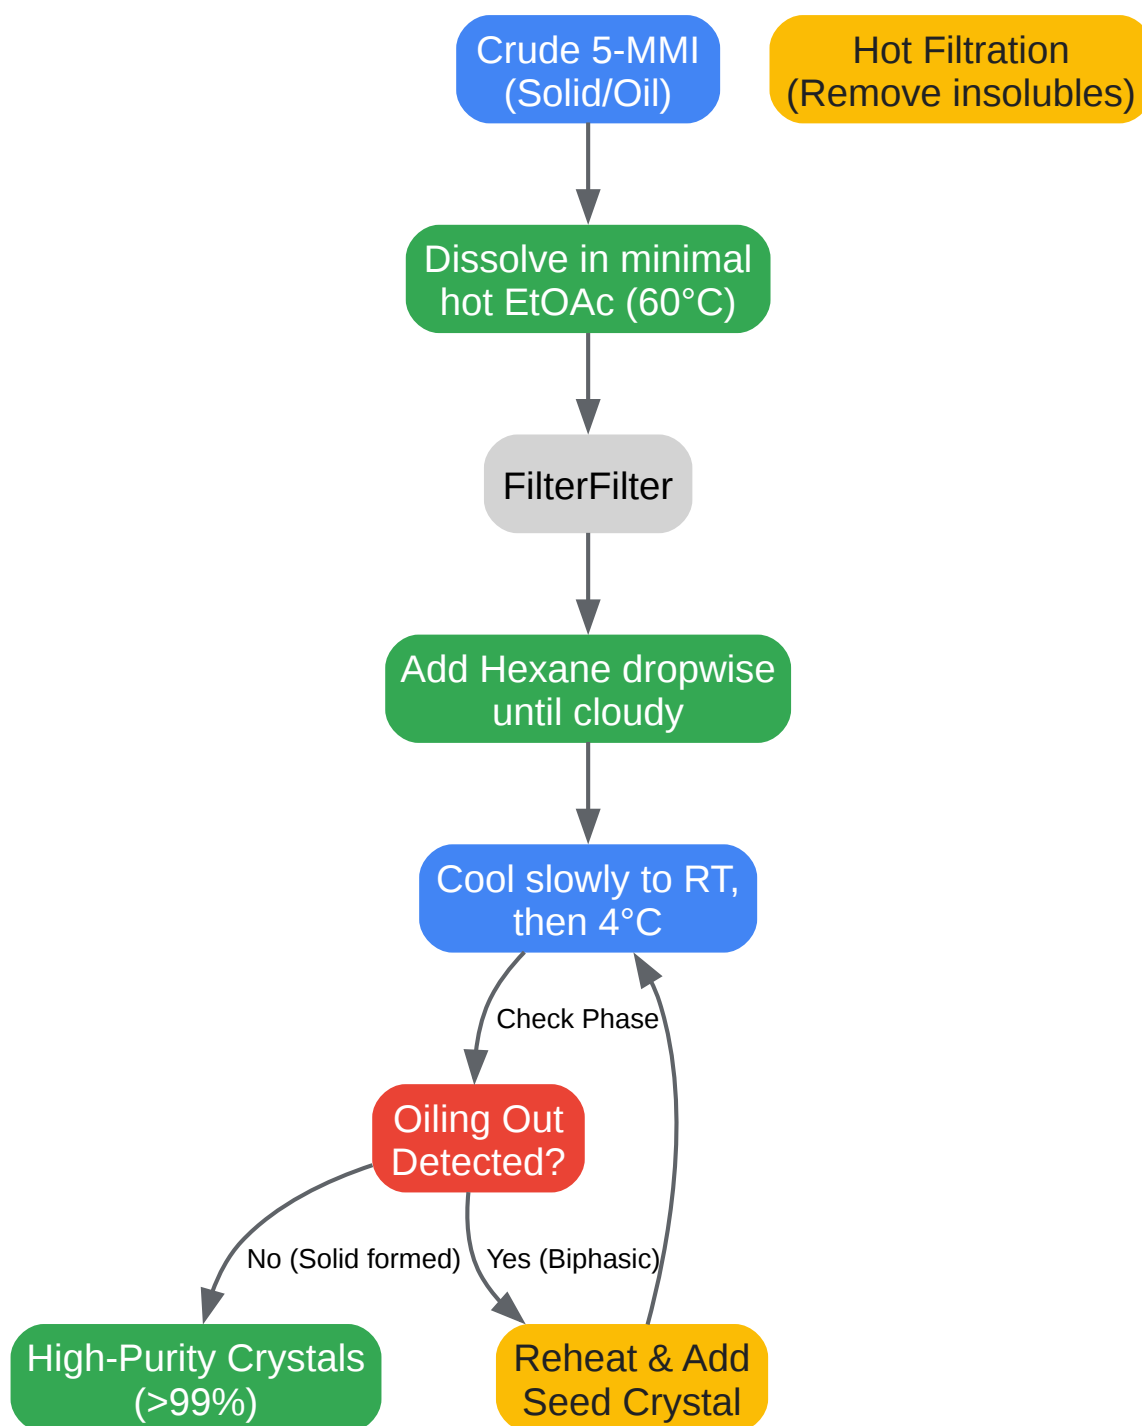 Crude 5-MMI
(Solid/Oil)
Hot Filtration
(Remove insolubles)
Dissolve in minimal
hot EtOAc (60°C)
FilterFilter
Add Hexane dropwise
until cloudy
Cool slowly to RT,
then 4°C
Check Phase
Oiling Out
Detected?
No (Solid formed)
Yes (Biphasic)
High-Purity Crystals
(>99%)
Reheat & Add
Seed Crystal